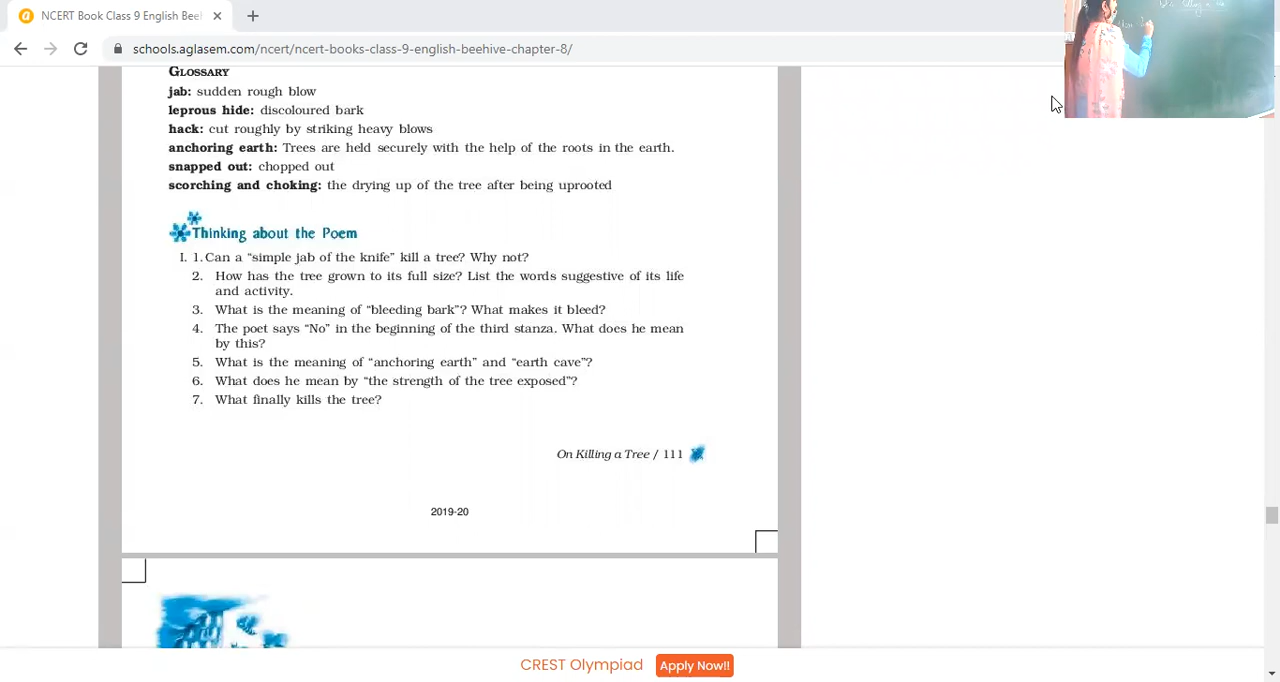 NCERT Book Class 9 English Beeh
schools.aglasem.com/ncert/ncert-books-class-9-english-beehive-chapter-8/
GLOSSARY
jab: sudden rough blow
leprous hide: discoloured bark
hack: cut roughly by striking heavy blows
anchoring earth: Trees are held securely with the help of the roots in the earth.
snapped out: chopped out
scorching and choking: the drying up of the tree after being uprooted
Thinking about the Poem
I. 1. Can a “simple jab of the knife” kill a tree? Why not?
2. How has the tree grown to its full size? List the words suggestive of its life
and activity.
3. What is the meaning of “bleeding bark”? What makes it bleed?
4. The poet says “No” in the beginning of the third stanza. What does he mean
by this?
5. What is the meaning of “anchoring earth” and “earth cave”?
6. What does he mean by “the strength of the tree exposed”?
7. What finally kills the tree?
On Killing a Tree / 111
2019-20
CREST Olympiad Apply Now!!